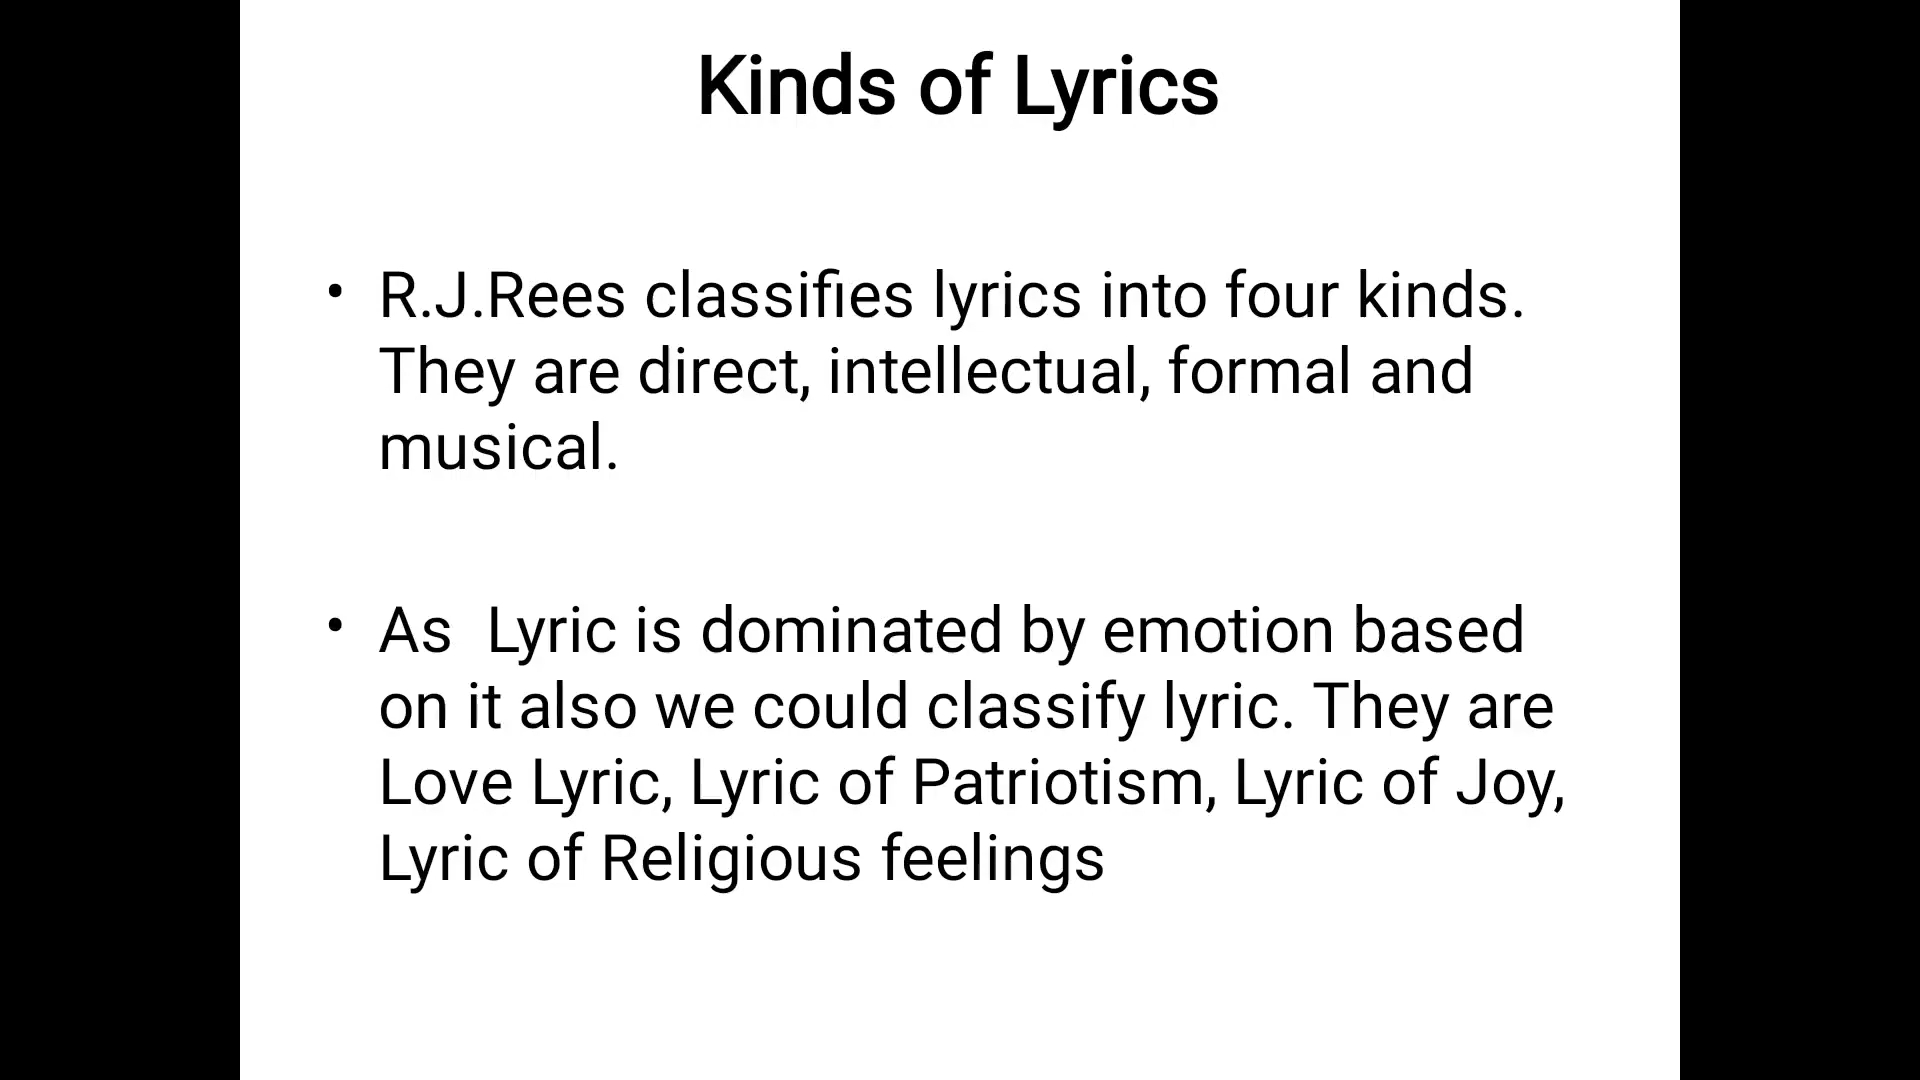 Kinds of Lyrics
• R.J.Rees classifies lyrics into four kinds.
They are direct, intellectual, formal and
musical.
• As  Lyric is dominated by emotion based
on it also we could classify lyric. They are
Love Lyric, Lyric of Patriotism, Lyric of Joy,
Lyric of Religious feelings